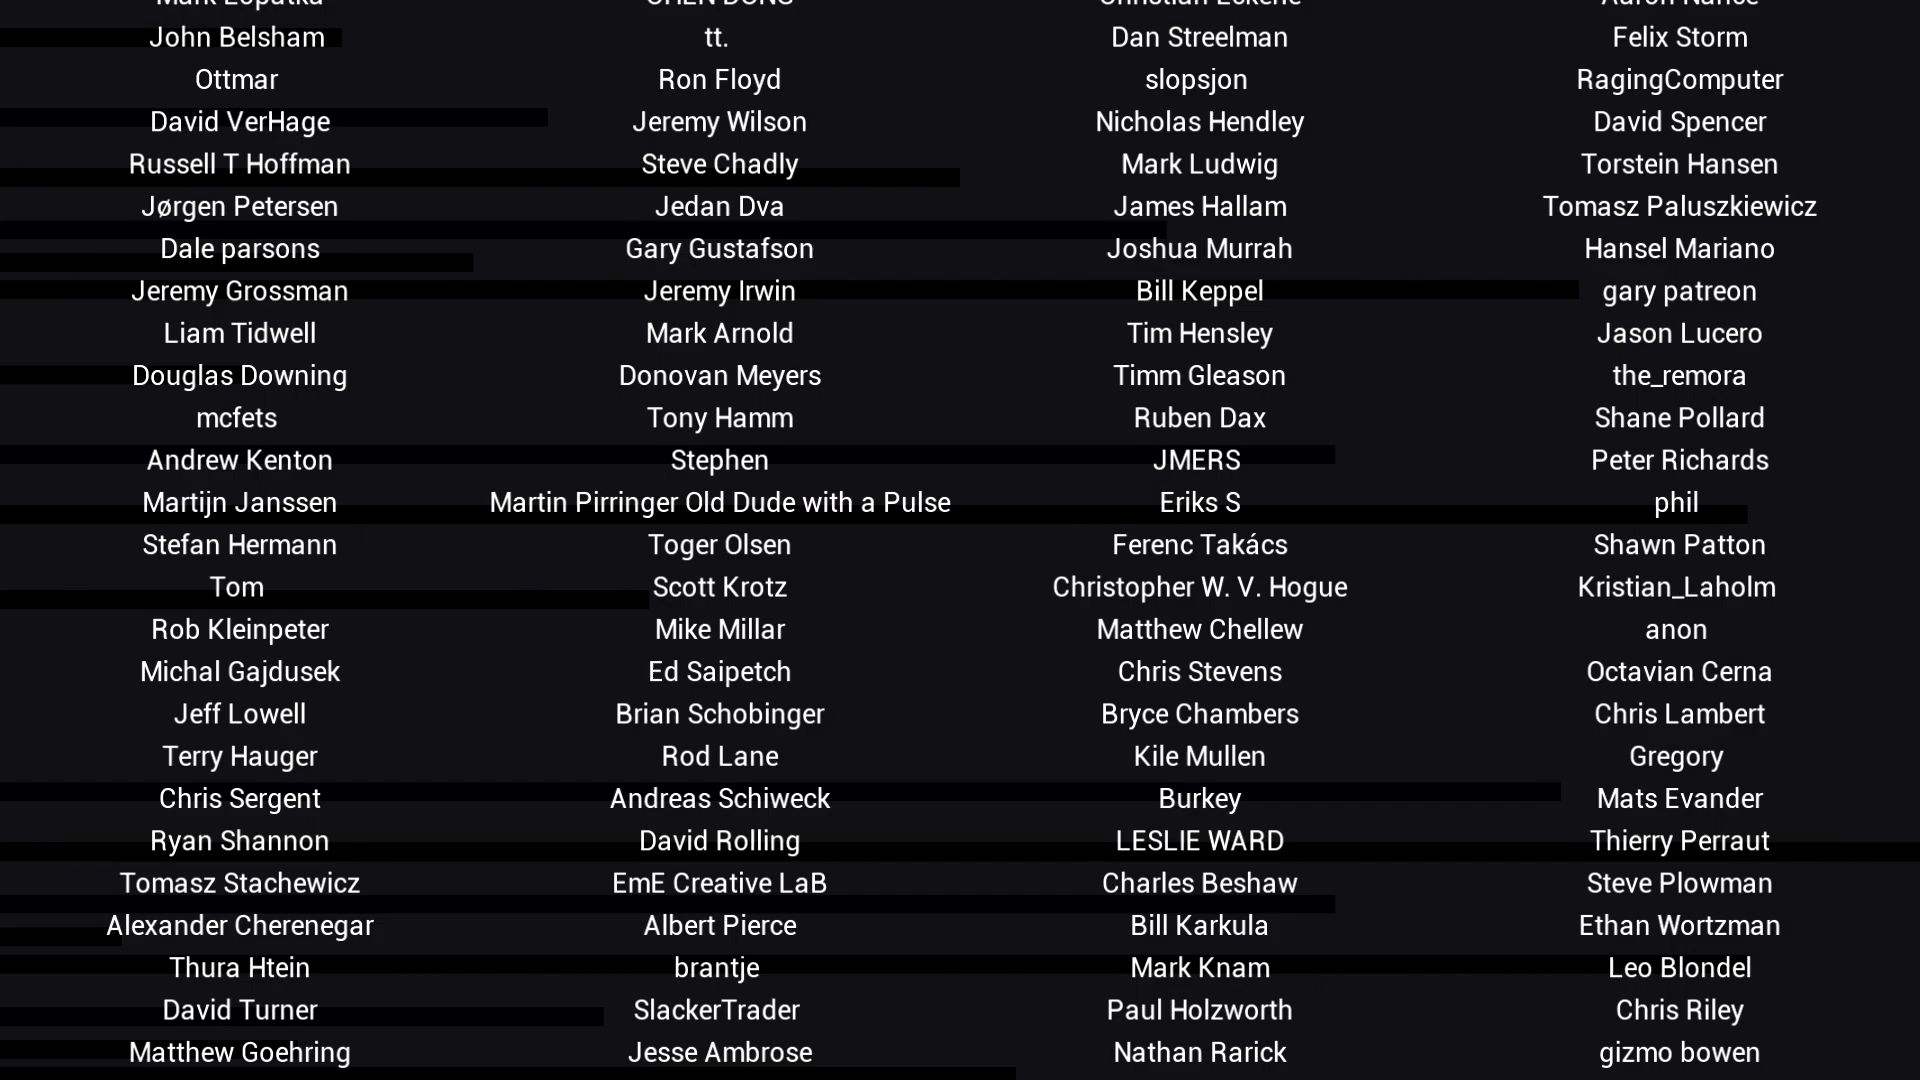 John Belsham tt. Dan Streelman Felix Storm
Ottmar Ron Floyd slopsjon RagingComputer
David VerHage Jeremy Wilson Nicholas Hendley David Spencer
Russell T Hoffman Steve Chadly Mark Ludwig Torstein Hansen
Jørgen Petersen Jedan Dva James Hallam Tomasz Paluszkiewicz
Dale parsons Gary Gustafson Joshua Murrah Hansel Mariano
Jeremy Grossman Jeremy Irwin Bill Keppel gary patreon
Liam Tidwell Mark Arnold Tim Hensley Jason Lucero
Douglas Downing Donovan Meyers Timm Gleason the_remora
mcfets Tony Hamm Ruben Dax Shane Pollard
Andrew Kenton Stephen JMERS Peter Richards
Martijn Janssen Martin Pirringer Old Dude with a Pulse Eriks S phil
Stefan Hermann Toger Olsen Ferenc Takács Shawn Patton
Tom Scott Krotz Christopher W. V. Hogue Kristian_Laholm
Rob Kleinpeter Mike Millar Matthew Chellew anon
Michal Gajdusek Ed Saipetch Chris Stevens Octavian Cerna
Jeff Lowell Brian Schobinger Bryce Chambers Chris Lambert
Terry Hauger Rod Lane Kile Mullen Gregory
Chris Sergent Andreas Schiweck Burkey Mats Evander
Ryan Shannon David Rolling LESLIE WARD Thierry Perraut
Tomasz Stachewicz EmE Creative LaB Charles Beshaw Steve Plowman
Alexander Cherenegar Albert Pierce Bill Karkula Ethan Wortzman
Thura Htein brantje Mark Knam Leo Blondel
David Turner SlackerTrader Paul Holzworth Chris Riley
Matthew Goehring Jesse Ambrose Nathan Rarick gizmo bowen